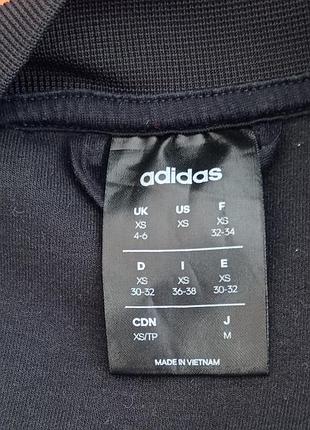 adidas
UK US F
XS XS XS
4-6 32-34
D I E
XS XS XS
30-32 36-38 30-32
CDN J
XS/TP M
MADE IN VIETNAM